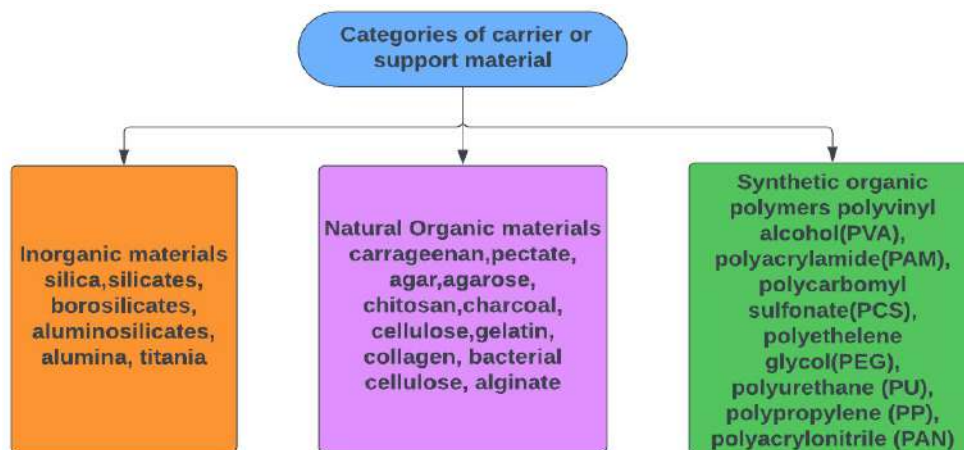 Categories of carrier or
support material
Inorganic materials
silica,silicates,
borosilicates,
aluminosilicates,
alumina, titania
Natural Organic materials
carrageenan,pectate,
agar,agarose,
chitosan,charcoal,
cellulose,gelatin,
collagen, bacterial
cellulose, alginate
Synthetic organic
polymers polyvinyl
alcohol(PVA),
polyacrylamide(PAM),
polycarbomyl
sulfonate(PCS),
polyethelene
glycol(PEG),
polyurethane (PU),
polypropylene (PP),
polyacrylonitrile (PAN)